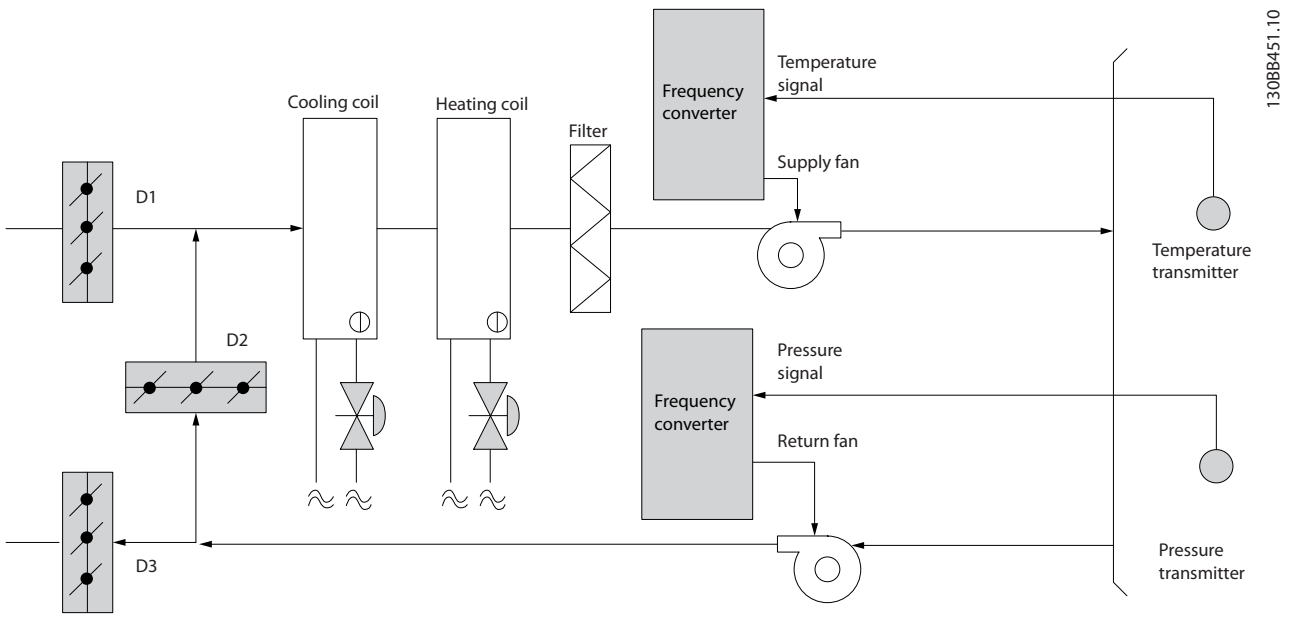 130BB451.10
Temperature
signal
Frequency
converter
Cooling coil
Heating coil
Filter
Supply fan
D1
Temperature
transmitter
D2
Pressure
signal
Frequency
converter
Return fan
D3
Pressure
transmitter